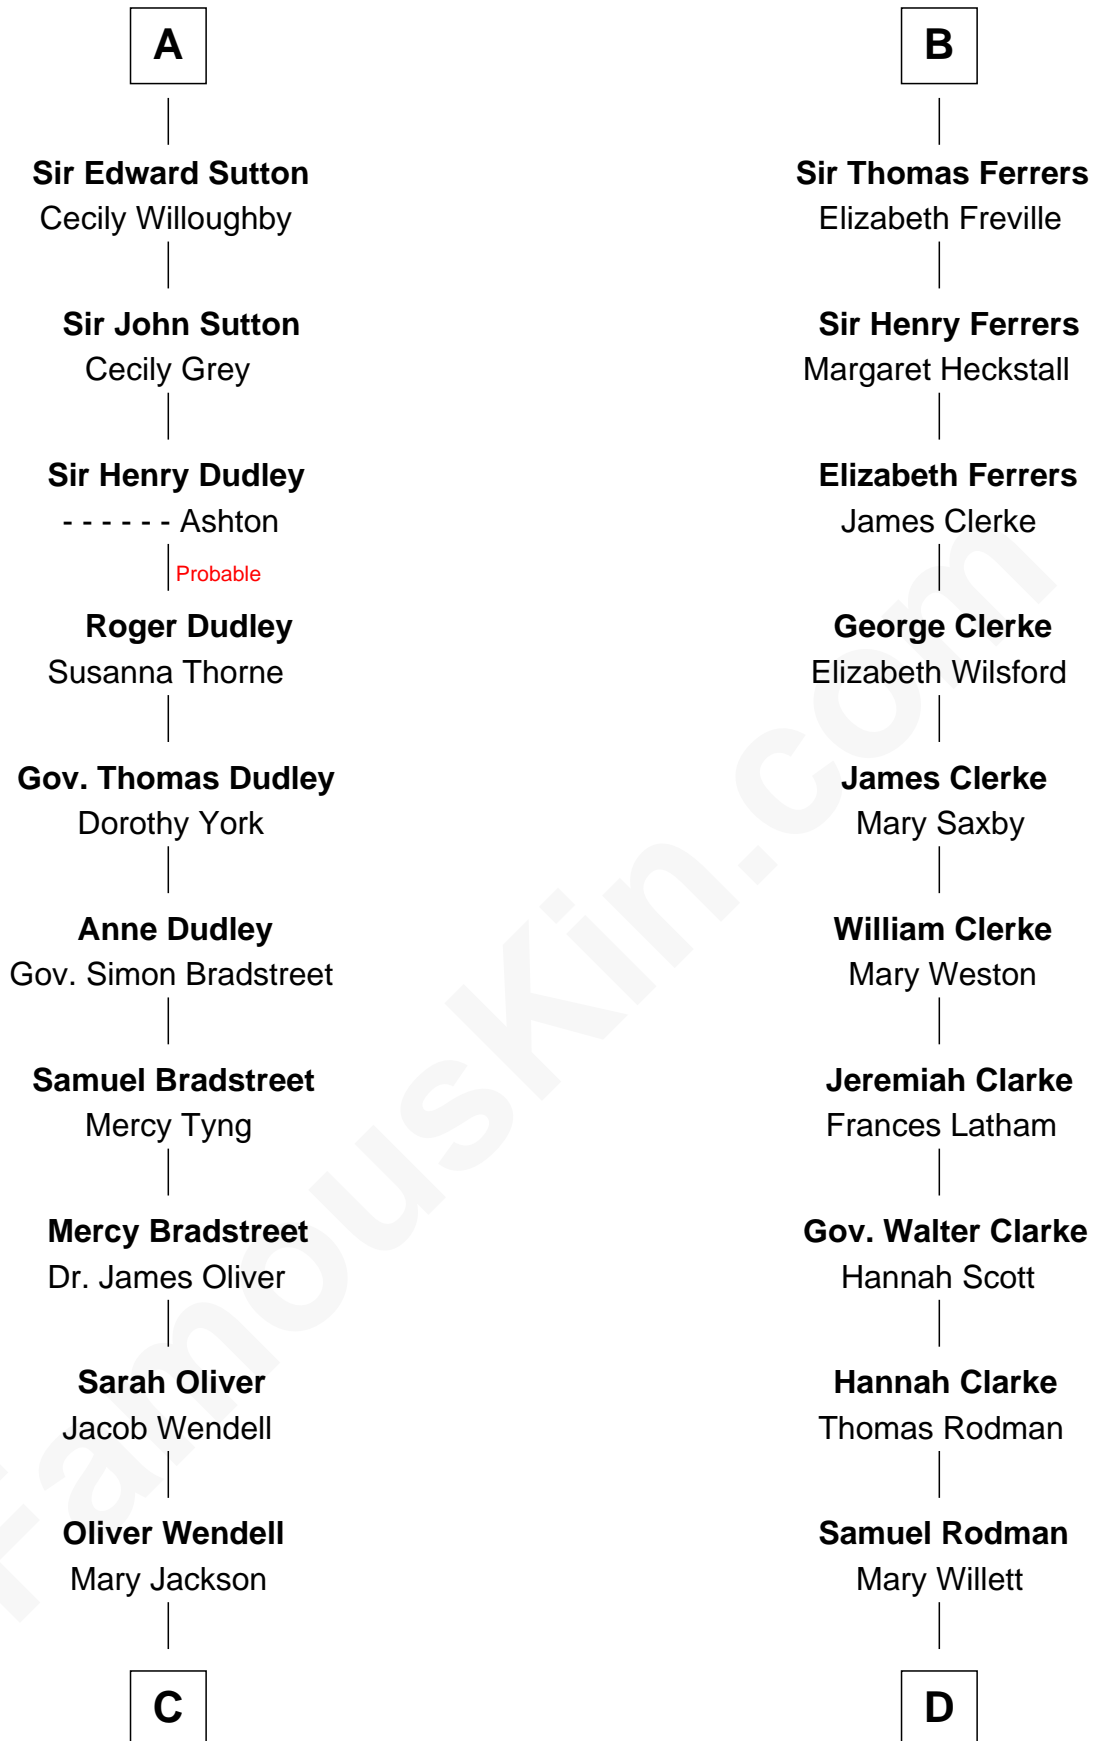 A
Sir Edward Sutton
Cecily Willoughby
Sir John Sutton
Cecily Grey
Sir Henry Dudley
- - - - - - Ashton
Probable
Roger Dudley
Susanna Thorne
Gov. Thomas Dudley
Dorothy York
Anne Dudley
Gov. Simon Bradstreet
Samuel Bradstreet
Mercy Tyng
Mercy Bradstreet
Dr. James Oliver
Sarah Oliver
Jacob Wendell
Oliver Wendell
Mary Jackson
C
B
Sir Thomas Ferrers
Elizabeth Freville
Sir Henry Ferrers
Margaret Heckstall
Elizabeth Ferrers
James Clerke
George Clerke
Elizabeth Wilsford
James Clerke
Mary Saxby
William Clerke
Mary Weston
Jeremiah Clarke
Frances Latham
Gov. Walter Clarke
Hannah Scott
Hannah Clarke
Thomas Rodman
Samuel Rodman
Mary Willett
D
FamousKin.com